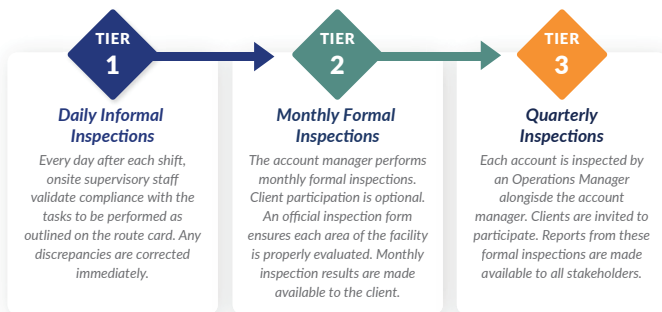 TIER
1
Daily Informal
Inspections
Every day after each shift,
onsite supervisory staff
validate compliance with the
tasks to be performed as
outlined on the route card. Any
discrepancies are corrected
immediately.
TIER
2
Monthly Formal
Inspections
The account manager performs
monthly formal inspections.
Client participation is optional.
An official inspection form
ensures each area of the facility
is properly evaluated. Monthly
inspection results are made
available to the client.
TIER
3
Quarterly
Inspections
Each account is inspected by
an Operations Manager
alongisde the account
manager. Clients are invited to
participate. Reports from these
formal inspections are made
available to all stakeholders.